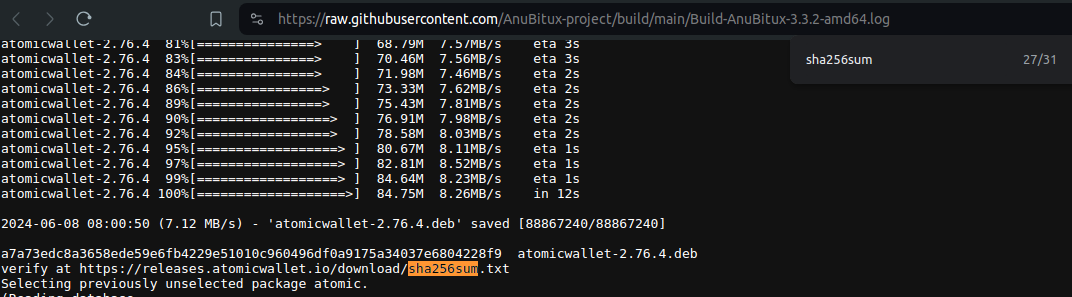 https://raw.githubusercontent.com/AnuBitux-project/build/main/Build-AnuBitux-3.3.2-amd64.log
sha256sum 27/31
atomicwallet-2.76.4  81%[===============>    ]  68.79M  7.57MB/s    eta 3s
atomicwallet-2.76.4  83%[===============>    ]  70.46M  7.56MB/s    eta 3s
atomicwallet-2.76.4  84%[===============>    ]  71.98M  7.46MB/s    eta 2s
atomicwallet-2.76.4  86%[================>   ]  73.33M  7.62MB/s    eta 2s
atomicwallet-2.76.4  89%[================>   ]  75.43M  7.81MB/s    eta 2s
atomicwallet-2.76.4  90%[=================>  ]  76.91M  7.98MB/s    eta 2s
atomicwallet-2.76.4  92%[=================>  ]  78.58M  8.03MB/s    eta 2s
atomicwallet-2.76.4  95%[==================> ]  80.67M  8.11MB/s    eta 1s
atomicwallet-2.76.4  97%[==================> ]  82.81M  8.52MB/s    eta 1s
atomicwallet-2.76.4  99%[==================> ]  84.64M  8.23MB/s    eta 1s
atomicwallet-2.76.4 100%[===================>]  84.75M  8.26MB/s    in 12s
2024-06-08 08:00:50 (7.12 MB/s) - 'atomicwallet-2.76.4.deb' saved [88867240/88867240]
a7a73edc8a3658ede59e6fb4229e51010c960496df0a9175a34037e6804228f9  atomicwallet-2.76.4.deb
verify at https://releases.atomicwallet.io/download/sha256sum.txt
Selecting previously unselected package atomic.
(Reading database